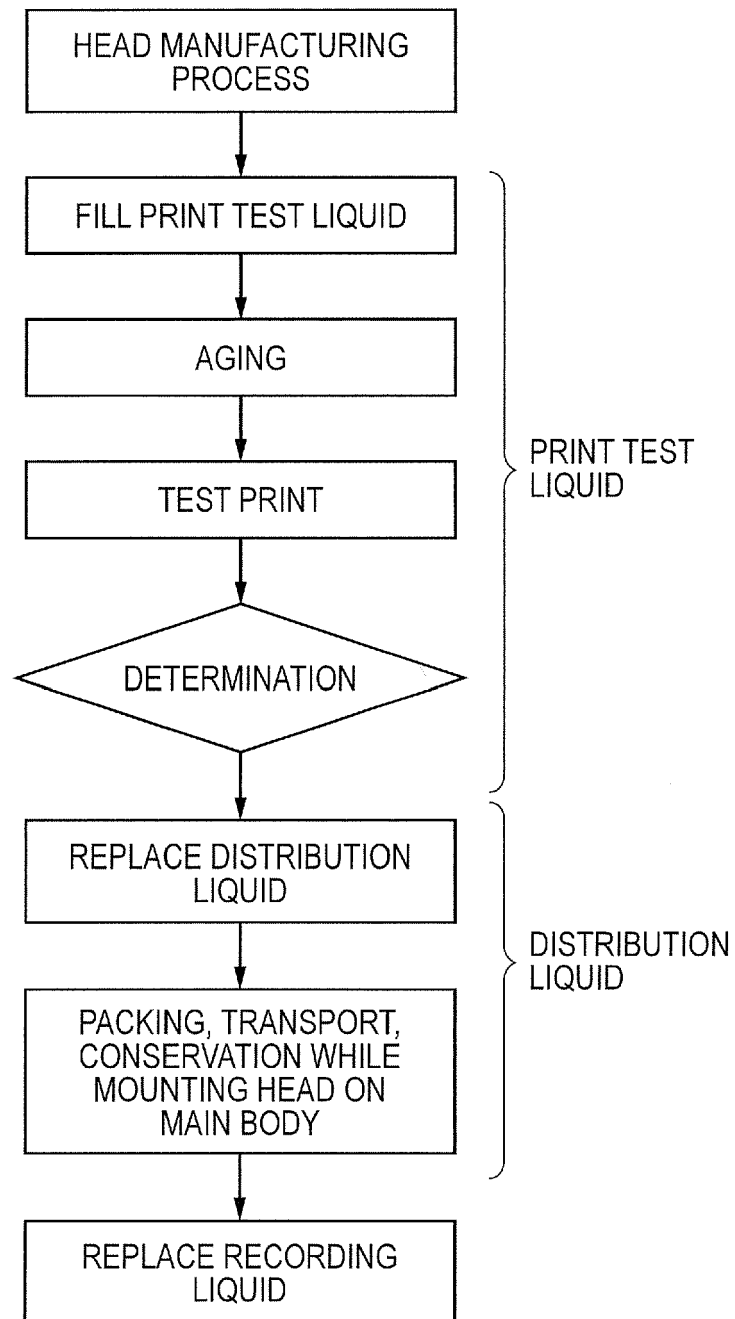 HEAD MANUFACTURING
PROCESS
FILL PRINT TEST LIQUID
AGING
TEST PRINT
DETERMINATION
PRINT TEST
LIQUID
REPLACE DISTRIBUTION
LIQUID
PACKING, TRANSPORT,
CONSERVATION WHILE
MOUNTING HEAD ON
MAIN BODY
DISTRIBUTION
LIQUID
REPLACE RECORDING
LIQUID